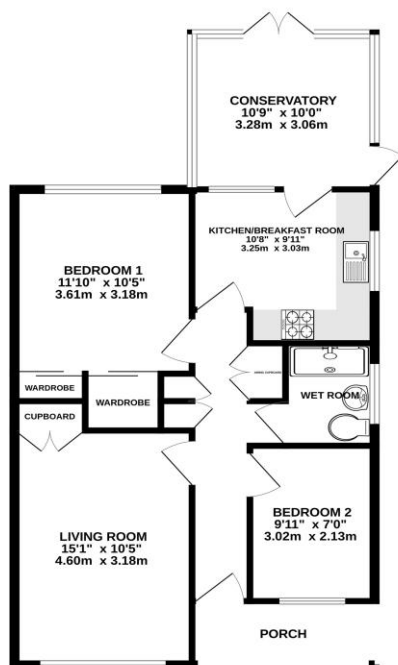 CONSERVATORY
10'9" x 10'0"
3.28m x 3.06m
KITCHEN/BREAKFAST ROOM
10'8" x 9'11"
3.25m x 3.03m
BEDROOM 1
11'10" x 10'5"
3.61m x 3.18m
WARDROBE
WARDROBE
CUPBOARD
WET ROOM
LIVING ROOM
15'1" x 10'5"
4.60m x 3.18m
BEDROOM 2
9'11" x 7'0"
3.02m x 2.13m
PORCH